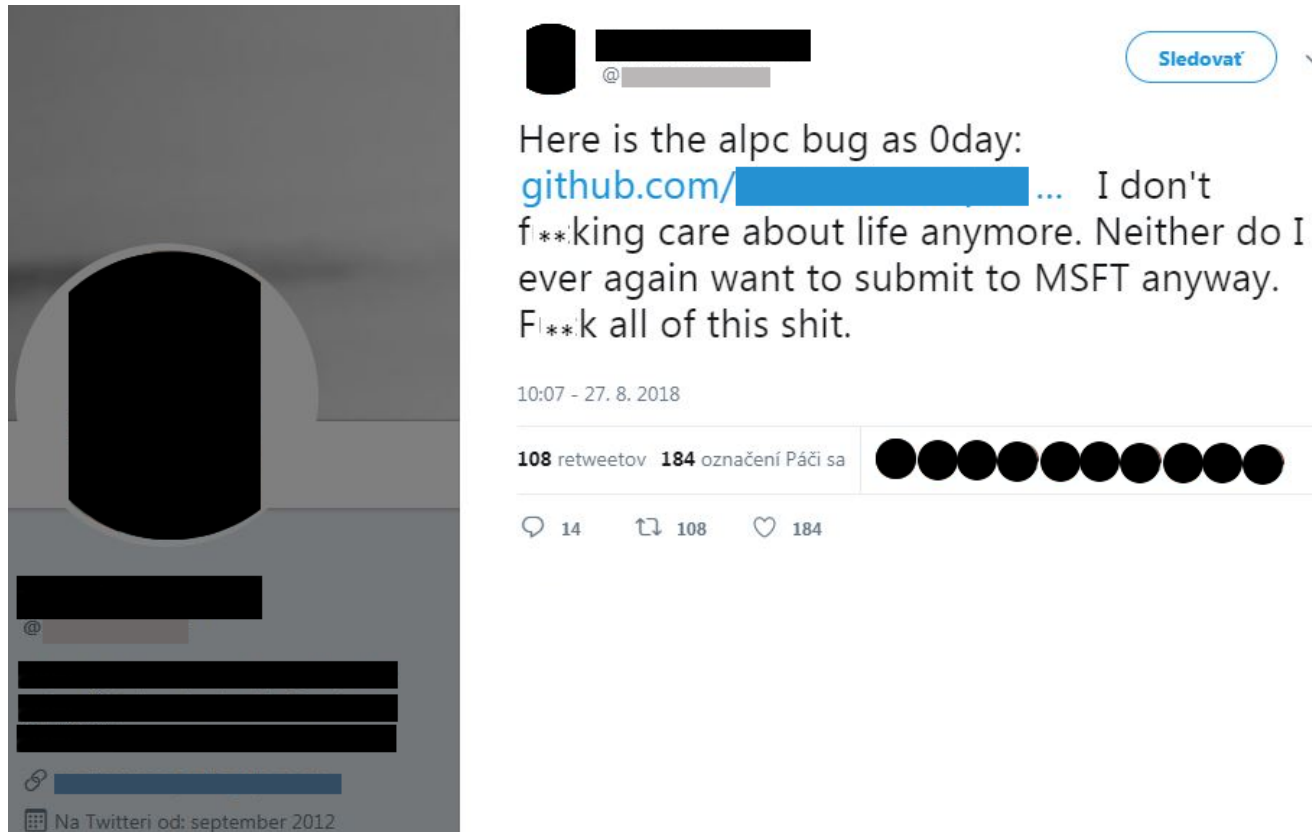 @
Sledovať
Here is the alpc bug as 0day:
github.com/ ... I don't
f**king care about life anymore. Neither do I
ever again want to submit to MSFT anyway.
F**k all of this shit.
10:07 - 27. 8. 2018
108 retweetov 184 označení Páči sa
14 108 184
@
Na Twitteri od: september 2012